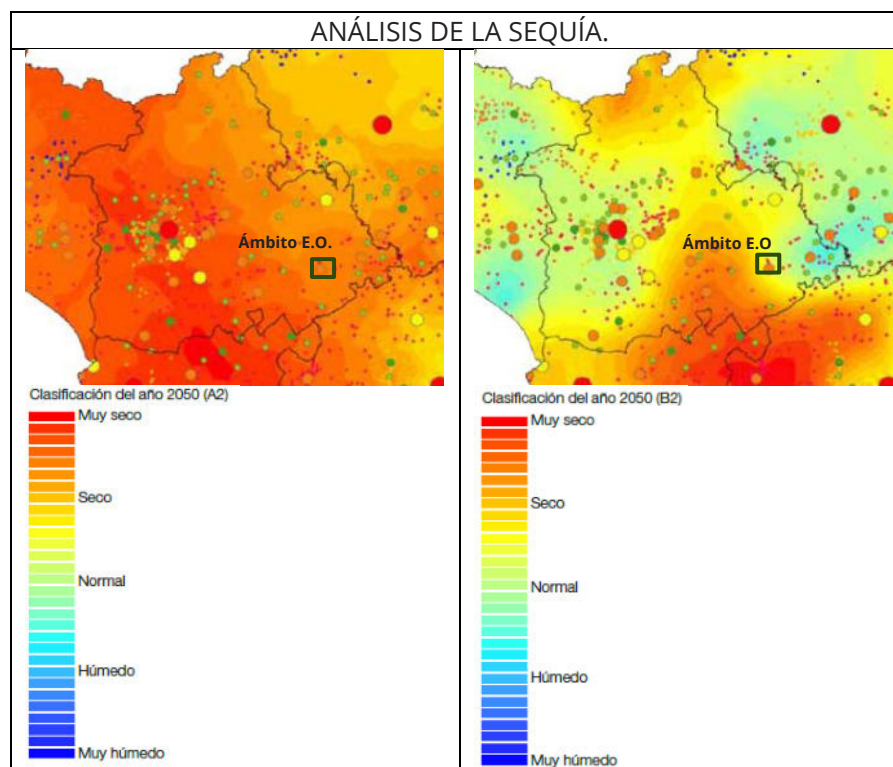 ANÁLISIS DE LA SEQUÍA.
Ámbito E.O.
Clasificación del año 2050 (A2)
Muy seco
Seco
Normal
Húmedo
Muy húmedo
Ámbito E.O
Clasificación del año 2050 (B2)
Muy seco
Seco
Normal
Húmedo
Muy húmedo